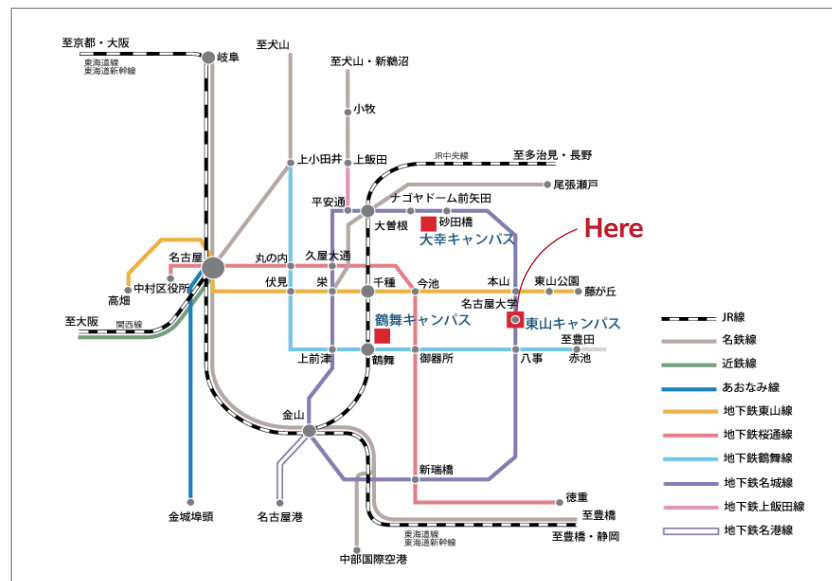 至京都・大阪
東海道線
東海道新幹線
岐阜
至犬山
至犬山・新鵜沼
小牧
上小田井
上飯田
JR中央線
至多治見・長野
尾張瀬戸
平安通
ナゴヤドーム前矢田
大曽根
砂田橋
大幸キャンパス
Here
名古屋
丸の内
久屋大通
中村区役所
高畑
伏見
栄
千種
今池
本山
東山公園
藤が丘
名古屋大学
東山キャンパス
至大阪
関西線
鶴舞キャンパス
至豊田
上前津
鶴舞
御器所
八事
赤池
金山
新瑞橋
金城埠頭
名古屋港
徳重
至豊橋
東海道線
東海道新幹線
至豊橋・静岡
中部国際空港
JR線
名鉄線
近鉄線
あおなみ線
地下鉄東山線
地下鉄桜通線
地下鉄鶴舞線
地下鉄名城線
地下鉄上飯田線
地下鉄名港線